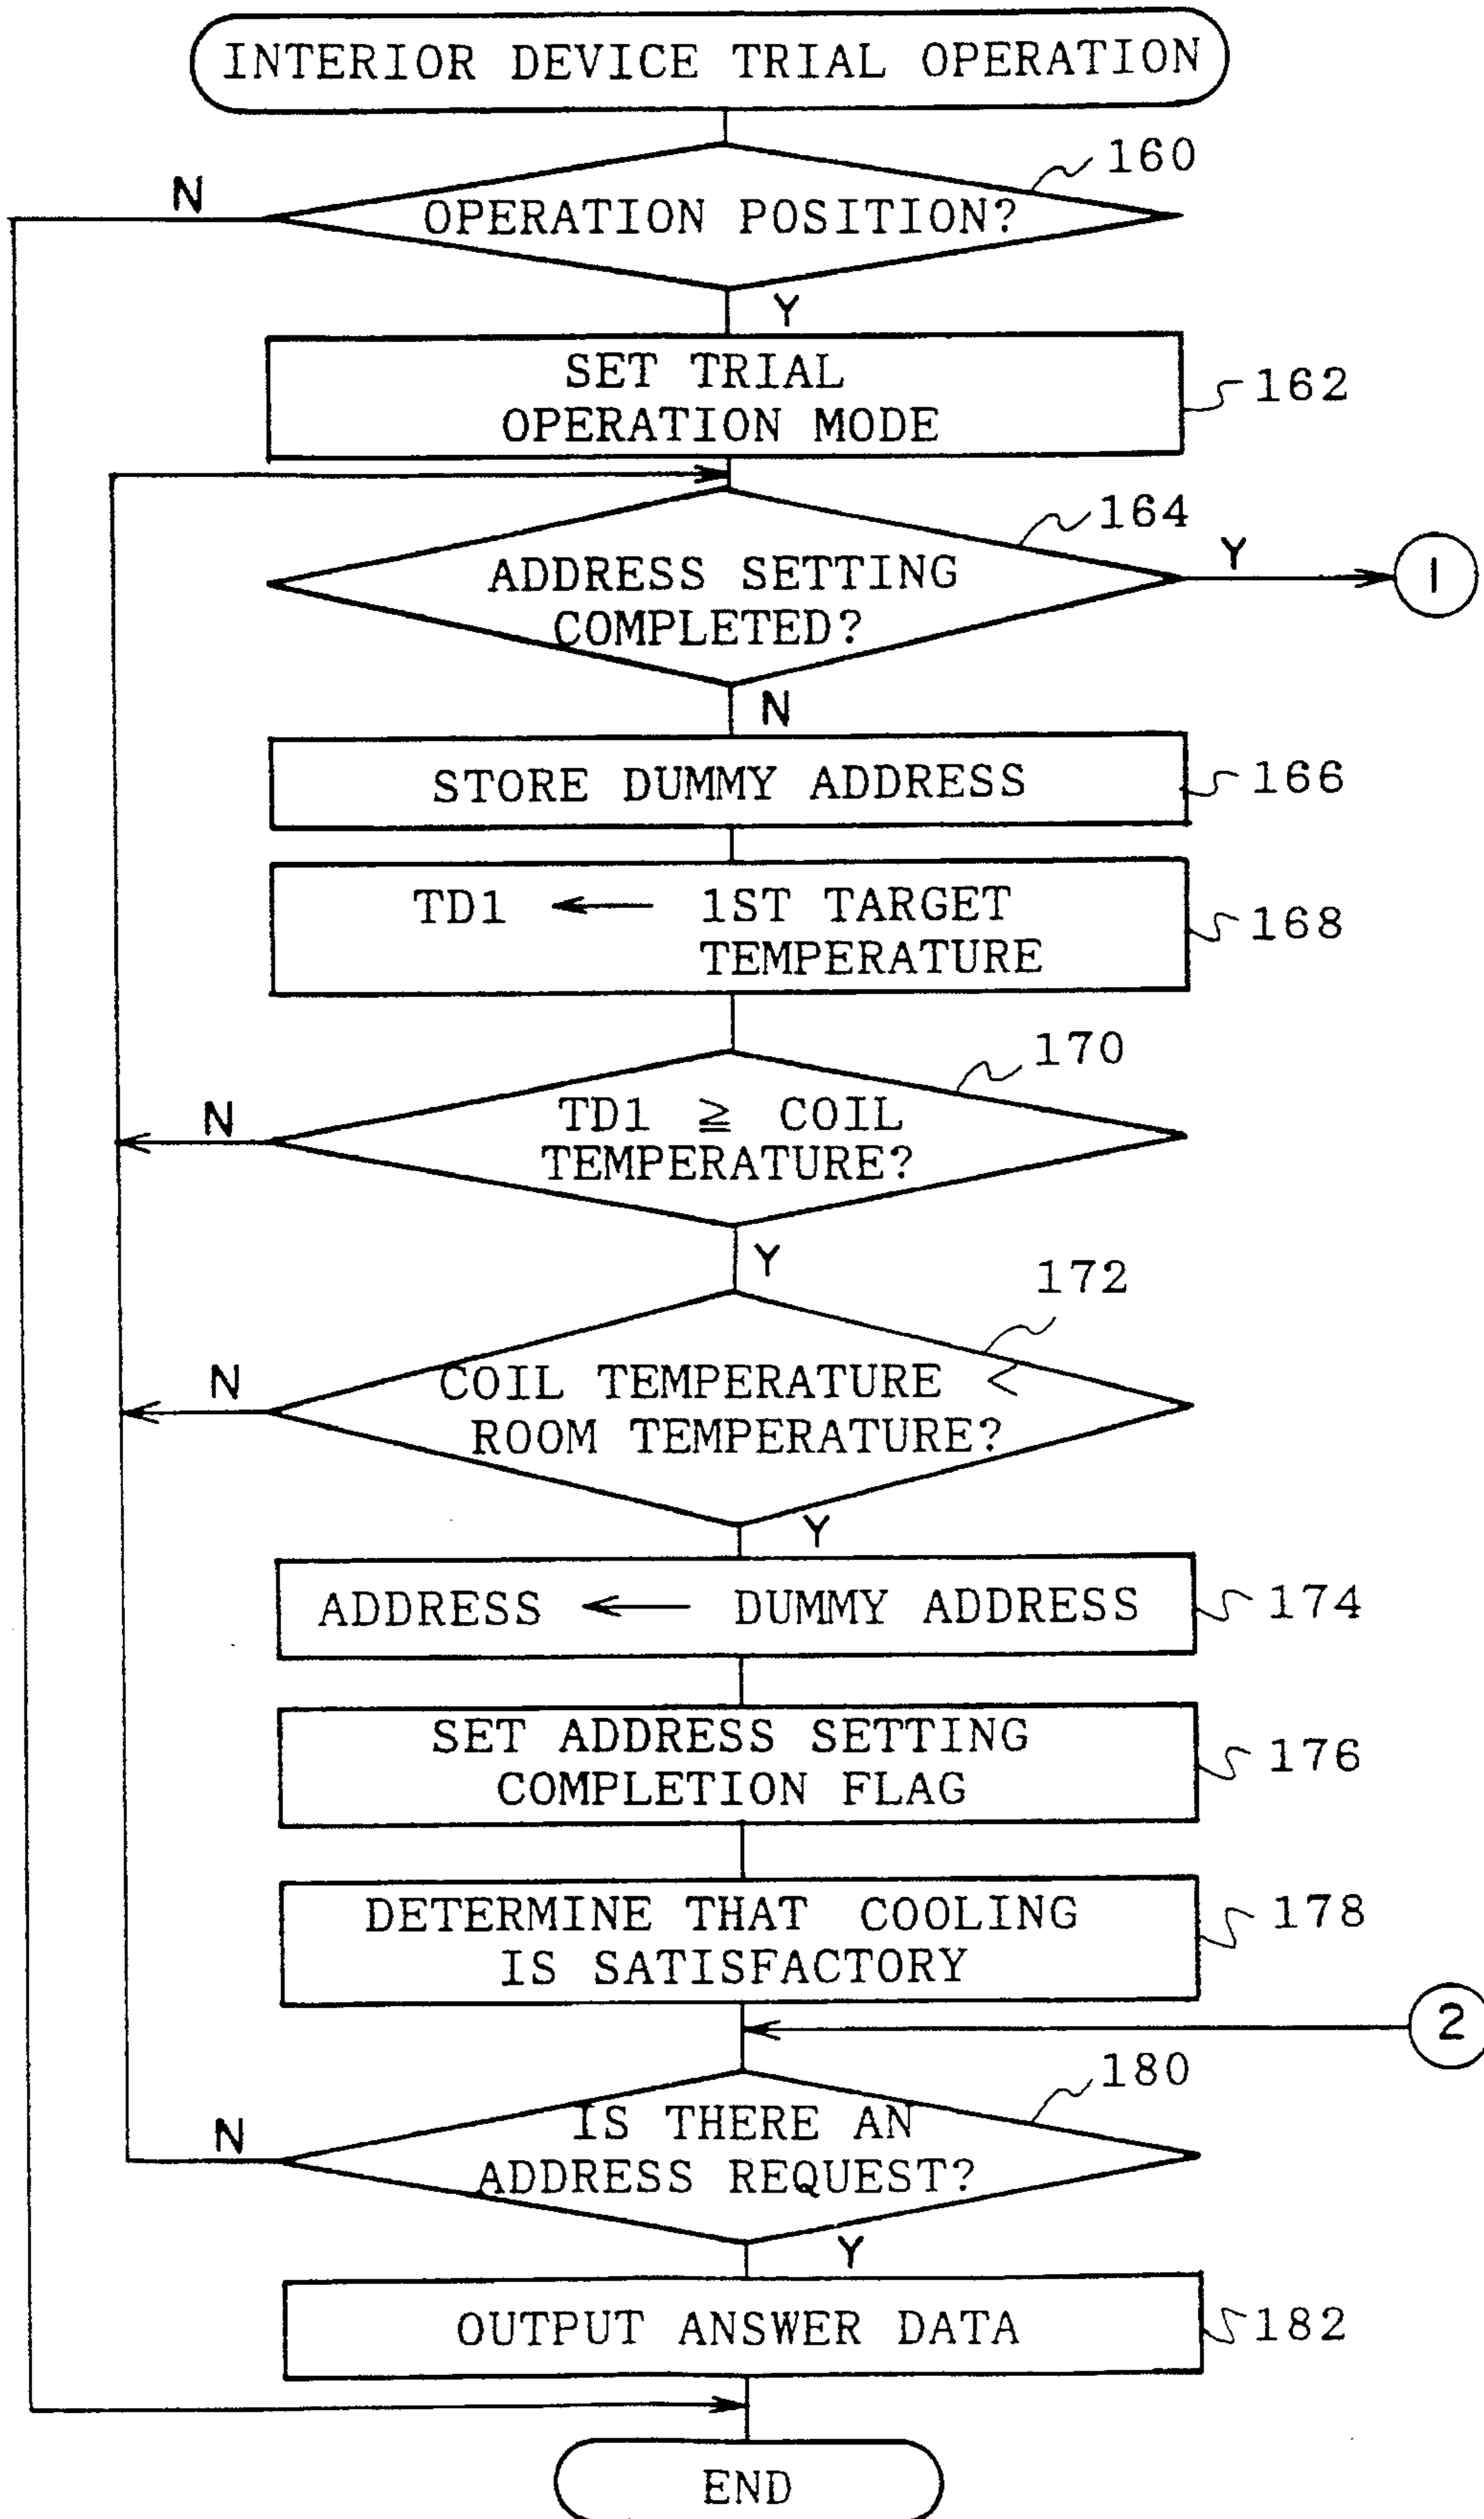 INTERIOR DEVICE TRIAL OPERATION
160
N
OPERATION POSITION?
Y
SET TRIAL
OPERATION MODE
162
164
ADDRESS SETTING
COMPLETED?
Y
1
N
STORE DUMMY ADDRESS
166
TD1 ← 1ST TARGET
TEMPERATURE
168
170
N
TD1 ≧ COIL
TEMPERATURE?
Y
172
N
COIL TEMPERATURE <
ROOM TEMPERATURE?
Y
ADDRESS ← DUMMY ADDRESS
174
SET ADDRESS SETTING
COMPLETION FLAG
176
DETERMINE THAT COOLING
IS SATISFACTORY
178
2
180
N
IS THERE AN
ADDRESS REQUEST?
Y
OUTPUT ANSWER DATA
182
END